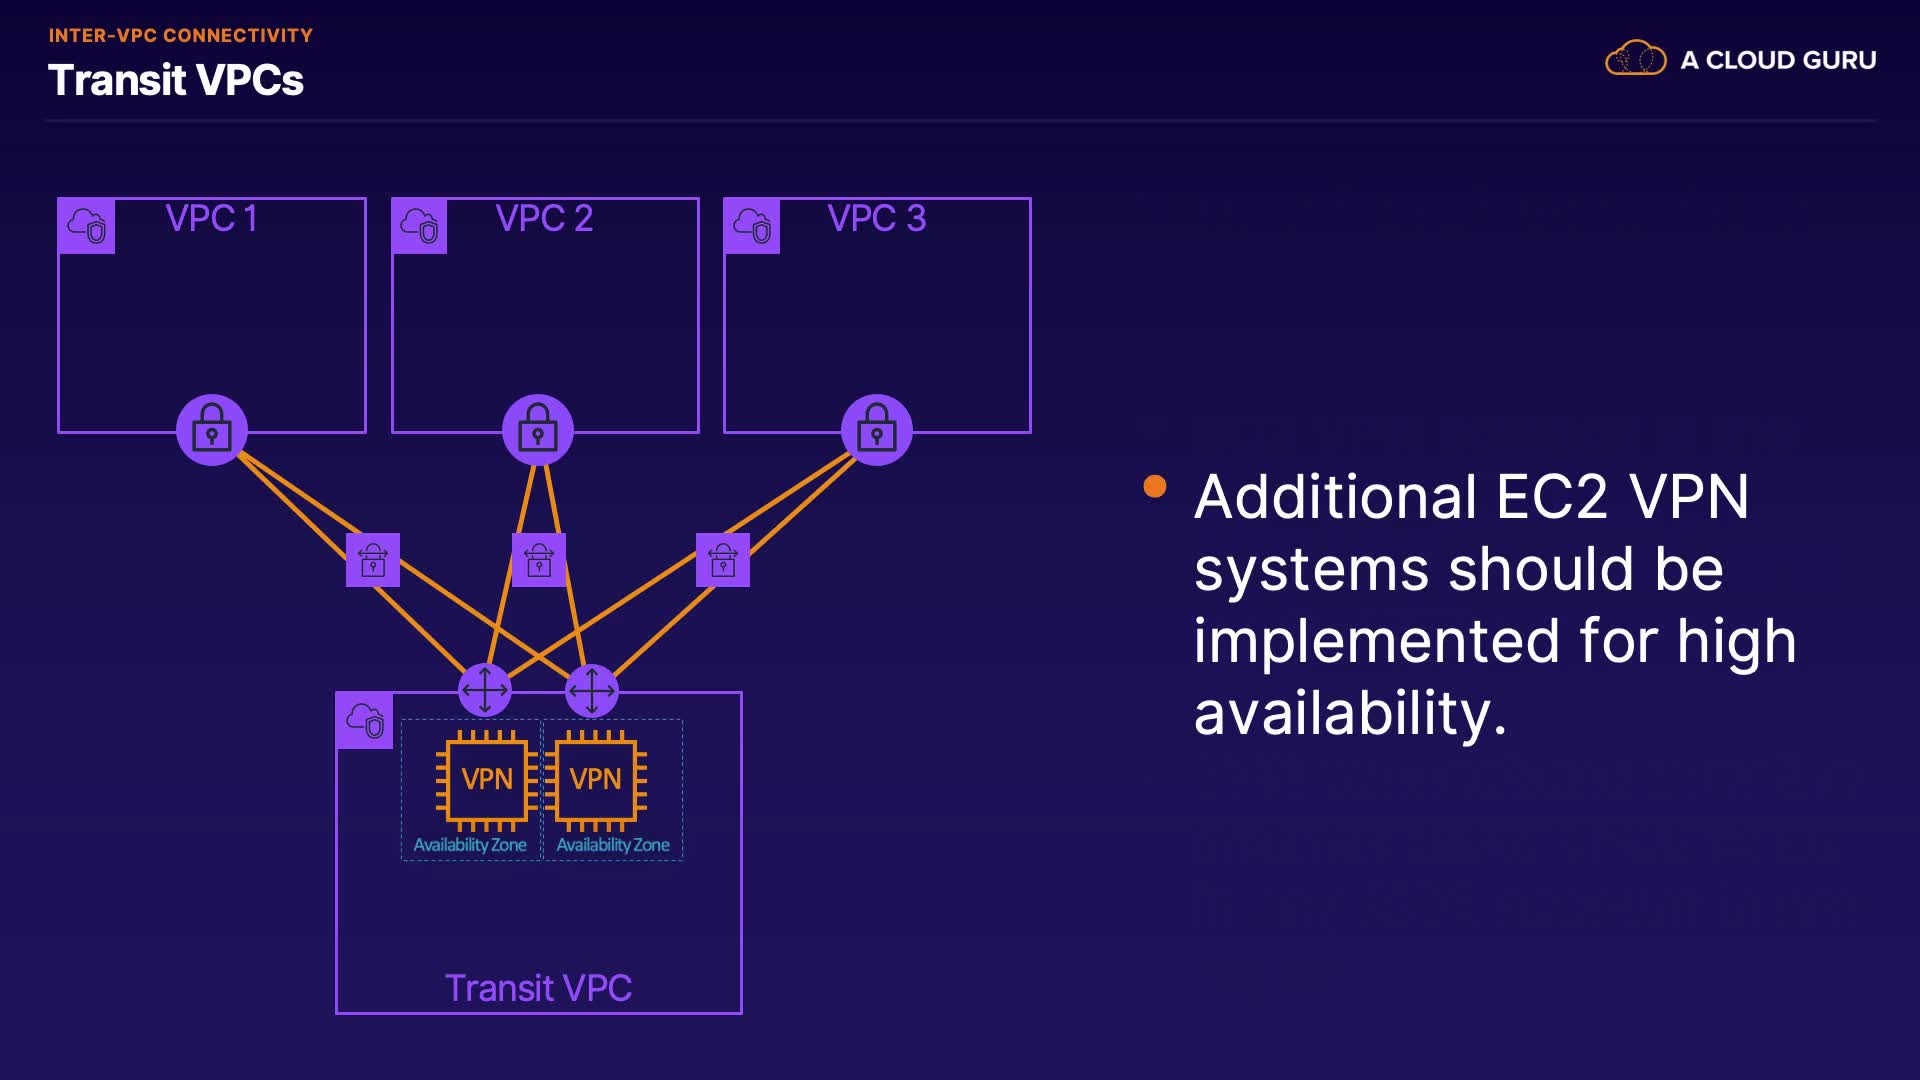 INTER-VPC CONNECTIVITY
Transit VPCs
A CLOUD GURU
VPC 1
VPC 2
VPC 3
Additional EC2 VPN
systems should be
implemented for high
availability.
VPN
VPN
Availability Zone
Availability Zone
Transit VPC